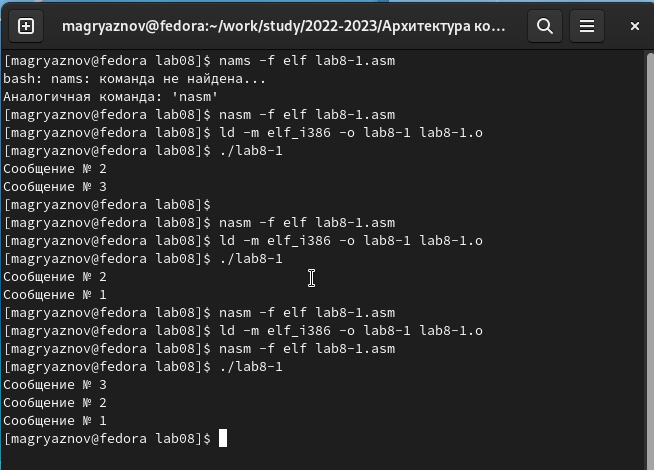 magryaznov@fedora:~/work/study/2022-2023/Архитектура ко...
[magryaznov@fedora lab08]$ nams -f elf lab8-1.asm
bash: nams: команда не найдена...
Аналогичная команда: 'nasm'
[magryaznov@fedora lab08]$ nasm -f elf lab8-1.asm
[magryaznov@fedora lab08]$ ld -m elf_i386 -o lab8-1 lab8-1.o
[magryaznov@fedora lab08]$ ./lab8-1
Сообщение № 2
Сообщение № 3
[magryaznov@fedora lab08]$
[magryaznov@fedora lab08]$ nasm -f elf lab8-1.asm
[magryaznov@fedora lab08]$ ld -m elf_i386 -o lab8-1 lab8-1.o
[magryaznov@fedora lab08]$ ./lab8-1
Сообщение № 2
Сообщение № 1
[magryaznov@fedora lab08]$ nasm -f elf lab8-1.asm
[magryaznov@fedora lab08]$ ld -m elf_i386 -o lab8-1 lab8-1.o
[magryaznov@fedora lab08]$ nasm -f elf lab8-1.asm
[magryaznov@fedora lab08]$ ./lab8-1
Сообщение № 3
Сообщение № 2
Сообщение № 1
[magryaznov@fedora lab08]$